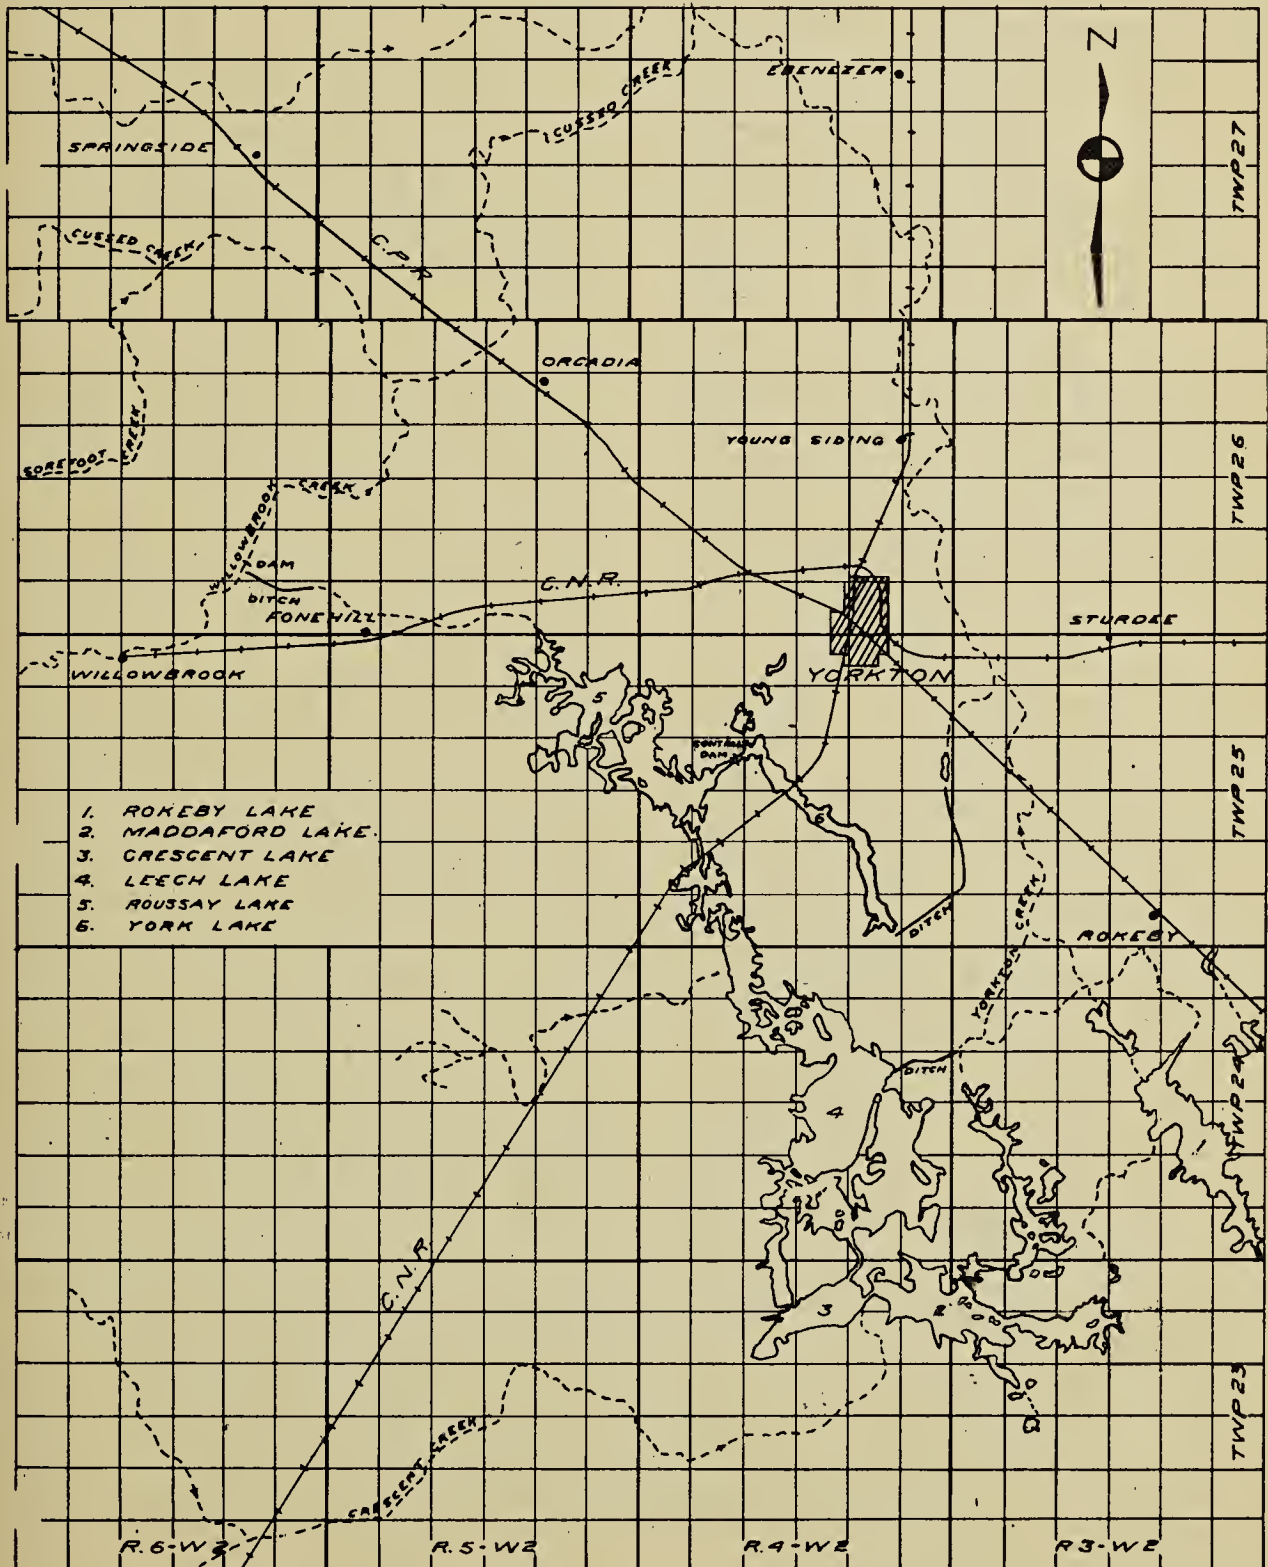 N
EBENEZER
CUSSED CREEK
SPRINGSIDE
TWP 27
CUSSED CREEK
C.P.R
ORCADIA
YOUNG SIDING
TWP 26
SOREFOOT CREEK
WILLOWBROOK CREEK
DAM
DITCH
C.N.R.
FONEHILL
STURDEE
WILLOWBROOK
YORKTON
5
CONTROL DAM
TWP 25
6
1. ROKEBY LAKE
2. MADDAFORD LAKE.
3. CRESCENT LAKE
4. LEECH LAKE
5. ROUSSAY LAKE
6. YORK LAKE
DITCH
YORKTON CREEK
ROKEBY
DITCH
TWP 24
4
C.N.R
3
2
TWP 23
CRESCENT CREEK
R.6-W2
R.5-W2
R.4-W2
R3-W2